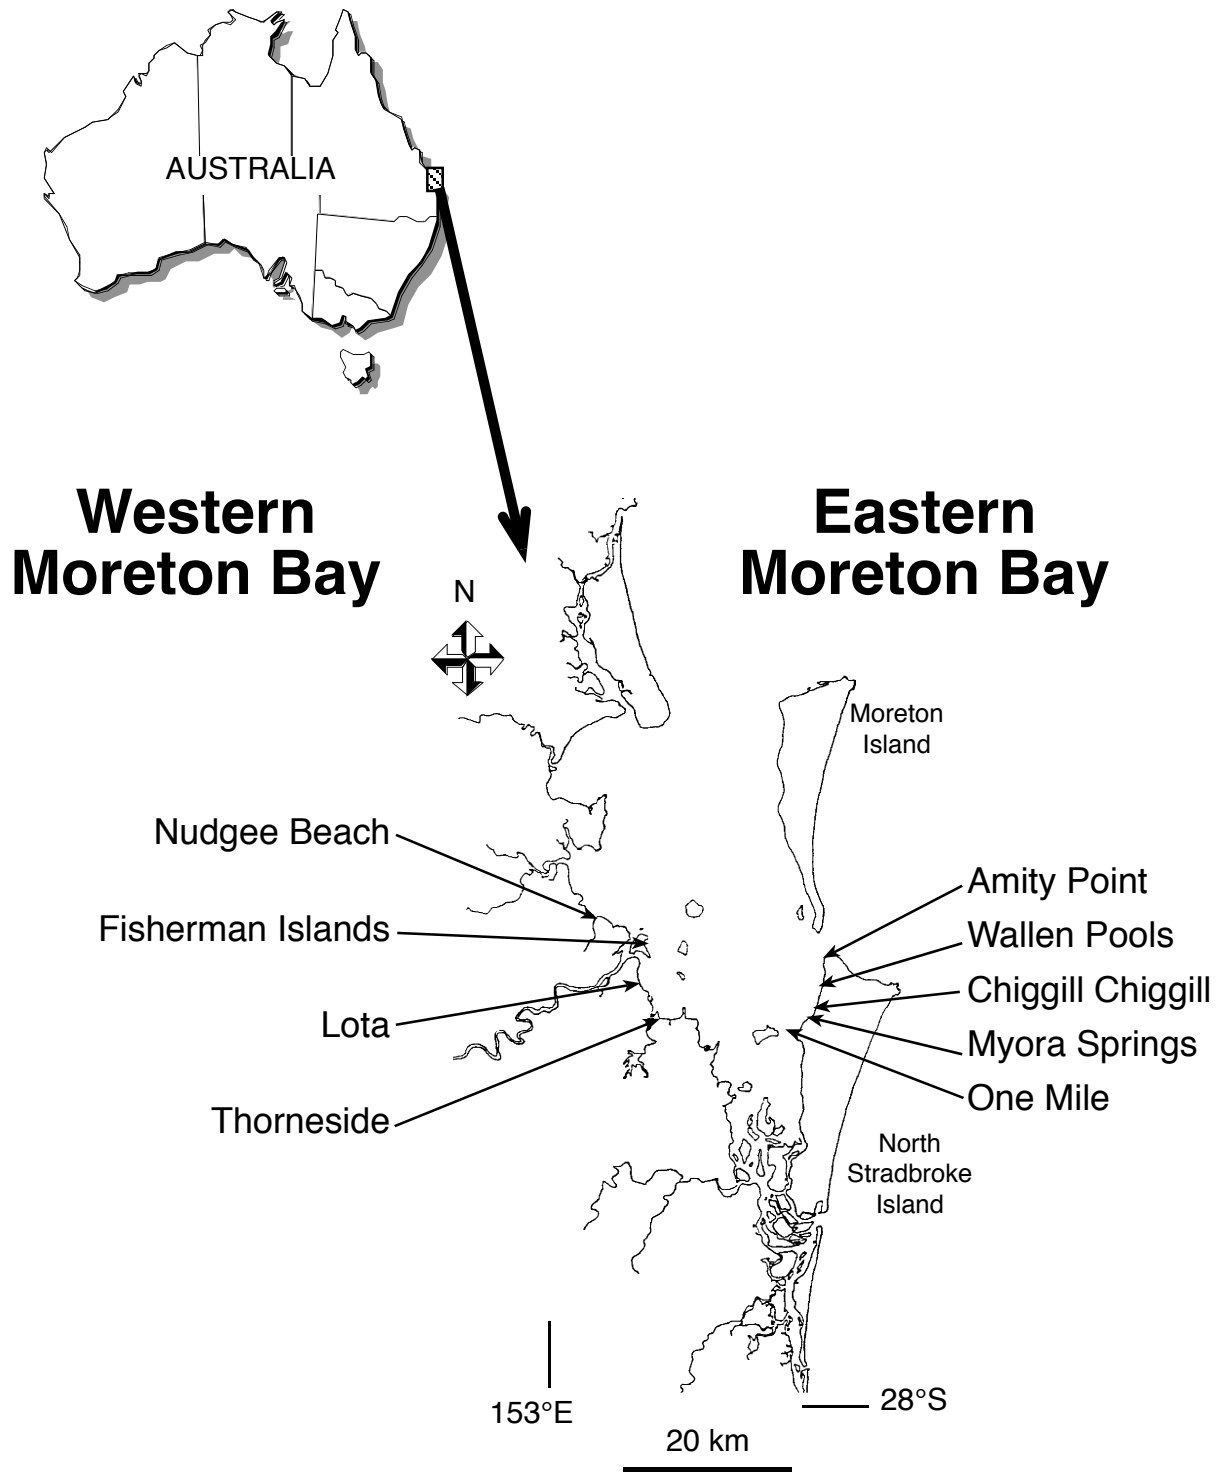 AUSTRALIA
Western
Moreton Bay
Eastern
Moreton Bay
N
Moreton
Island
Nudgee Beach
Fisherman Islands
Lota
Thorneside
Amity Point
Wallen Pools
Chiggill Chiggill
Myora Springs
One Mile
North
Stradbroke
Island
153°E
28°S
20 km